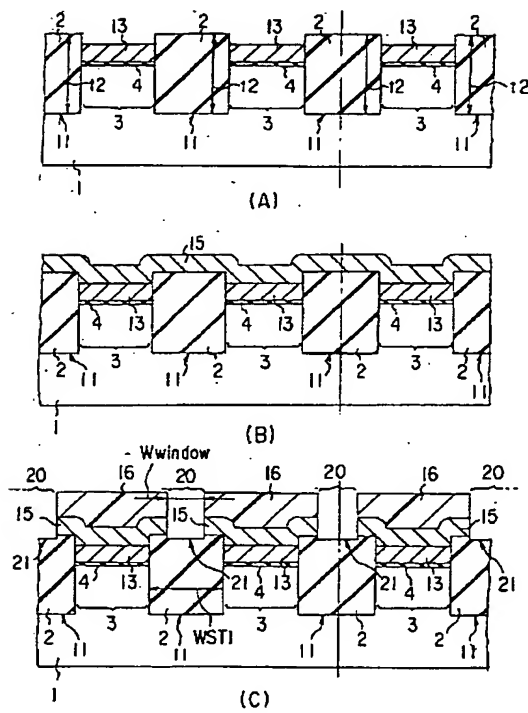 2 13 2 13 2 13 2
12 4 12 4 12 4 12
3 3 3
11 11 11 11
1
(A)
15
4 13 4 13 4 13
3 3 3
2 11 2 11 2 11 2 11
1
(B)
Wwindow
20 16 20 16 20 16 20
15 15 15
21 4 13 21 4 13 21 4 13 21
3 WSTI 3 3
2 11 2 11 11 2 2 11
1
(C)